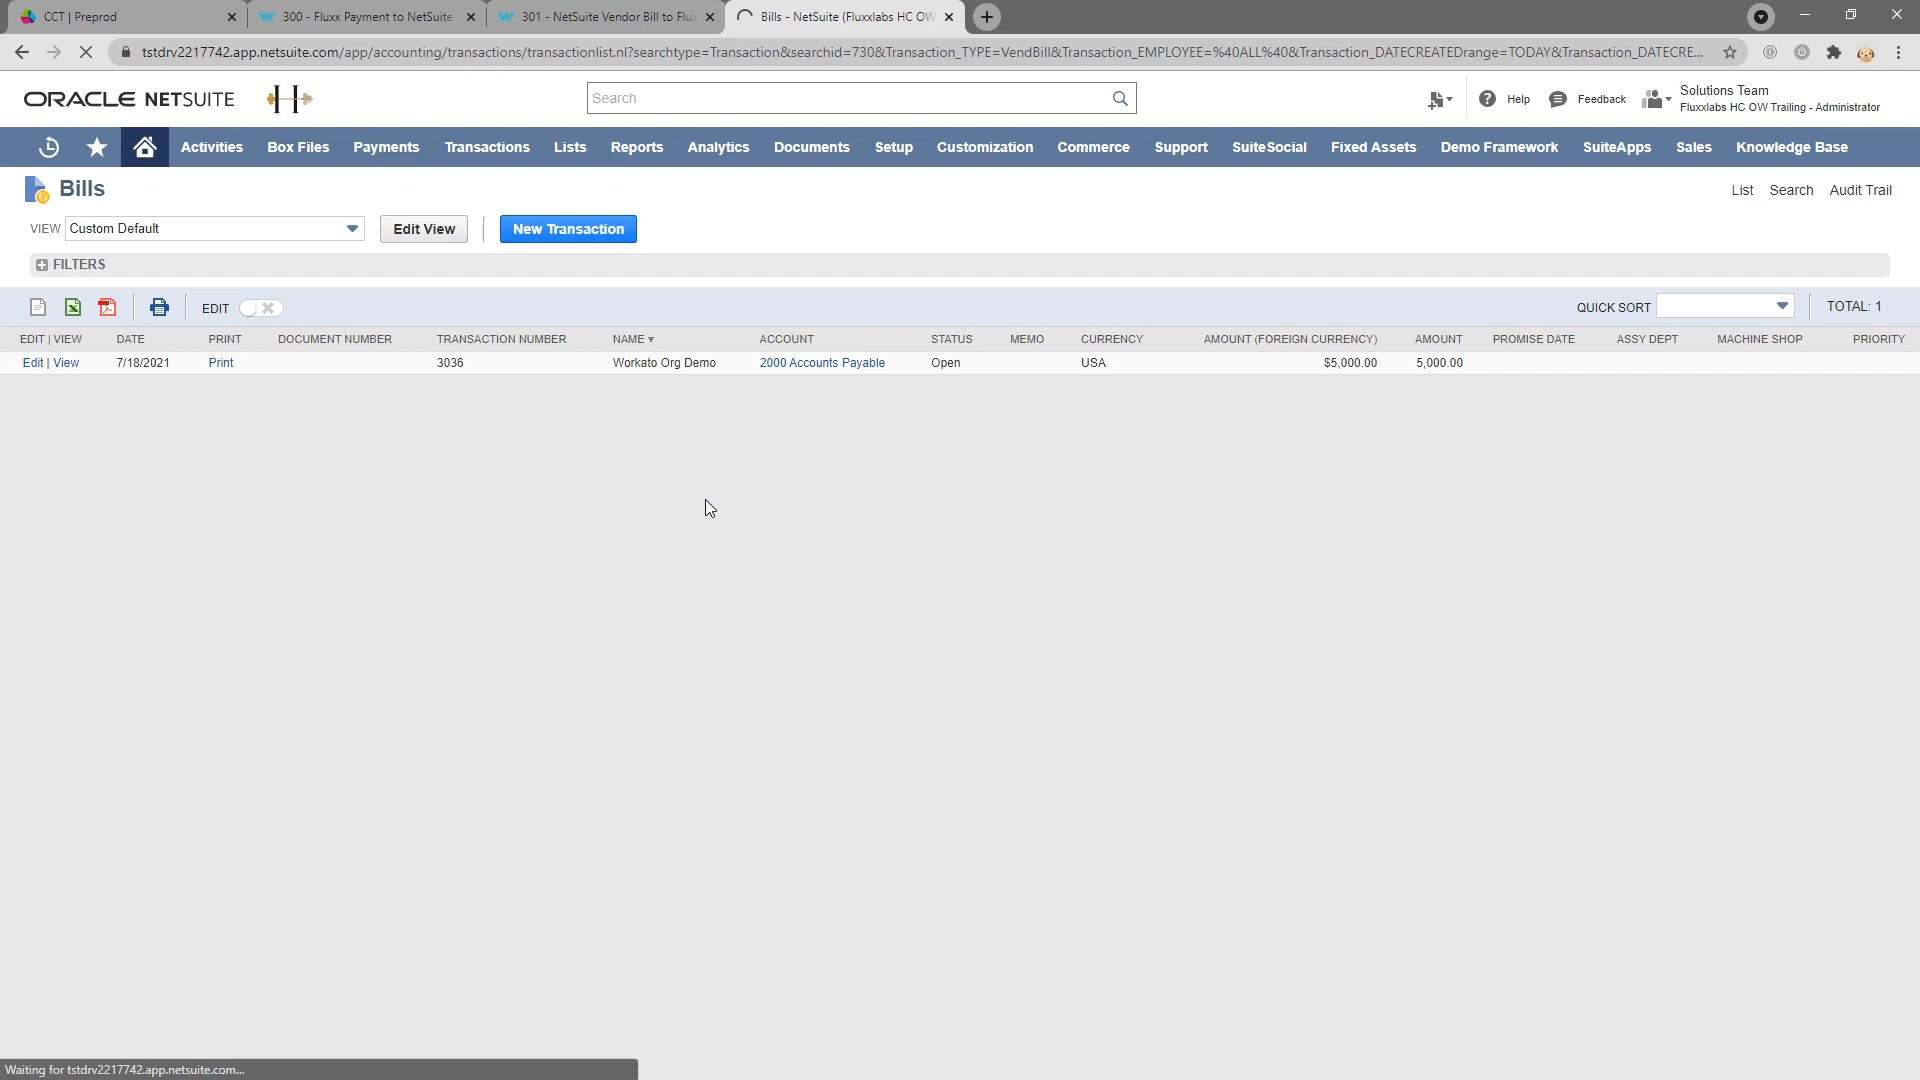 CCT | Preprod
300 - Fluxx Payment to NetSuite
301 - NetSuite Vendor Bill to Flu
Bills - NetSuite (Fluxxlabs HC OW
tstdrv2217742.app.netsuite.com/app/accounting/transactions/transactionlist.nl?searchtype=Transaction&searchid=730&Transaction_TYPE=VendBill&Transaction_EMPLOYEE=%40ALL%40&Transaction_DATECREATEDrange=TODAY&Transaction_DATECRE...
ORACLE NETSUITE
H
Search
Help
Feedback
Solutions Team
Fluxxlabs HC OW Trailing - Administrator
Activities Box Files Payments Transactions Lists Reports Analytics Documents Setup Customization Commerce Support SuiteSocial Fixed Assets Demo Framework SuiteApps Sales Knowledge Base
Bills
List Search Audit Trail
VIEW Custom Default Edit View New Transaction
FILTERS
EDIT QUICK SORT TOTAL: 1
EDIT | VIEW DATE PRINT DOCUMENT NUMBER TRANSACTION NUMBER NAME ACCOUNT STATUS MEMO CURRENCY AMOUNT (FOREIGN CURRENCY) AMOUNT PROMISE DATE ASSY DEPT MACHINE SHOP PRIORITY
Edit | View 7/18/2021 Print 3036 Workato Org Demo 2000 Accounts Payable Open USA $5,000.00 5,000.00
Waiting for tstdrv2217742.app.netsuite.com...